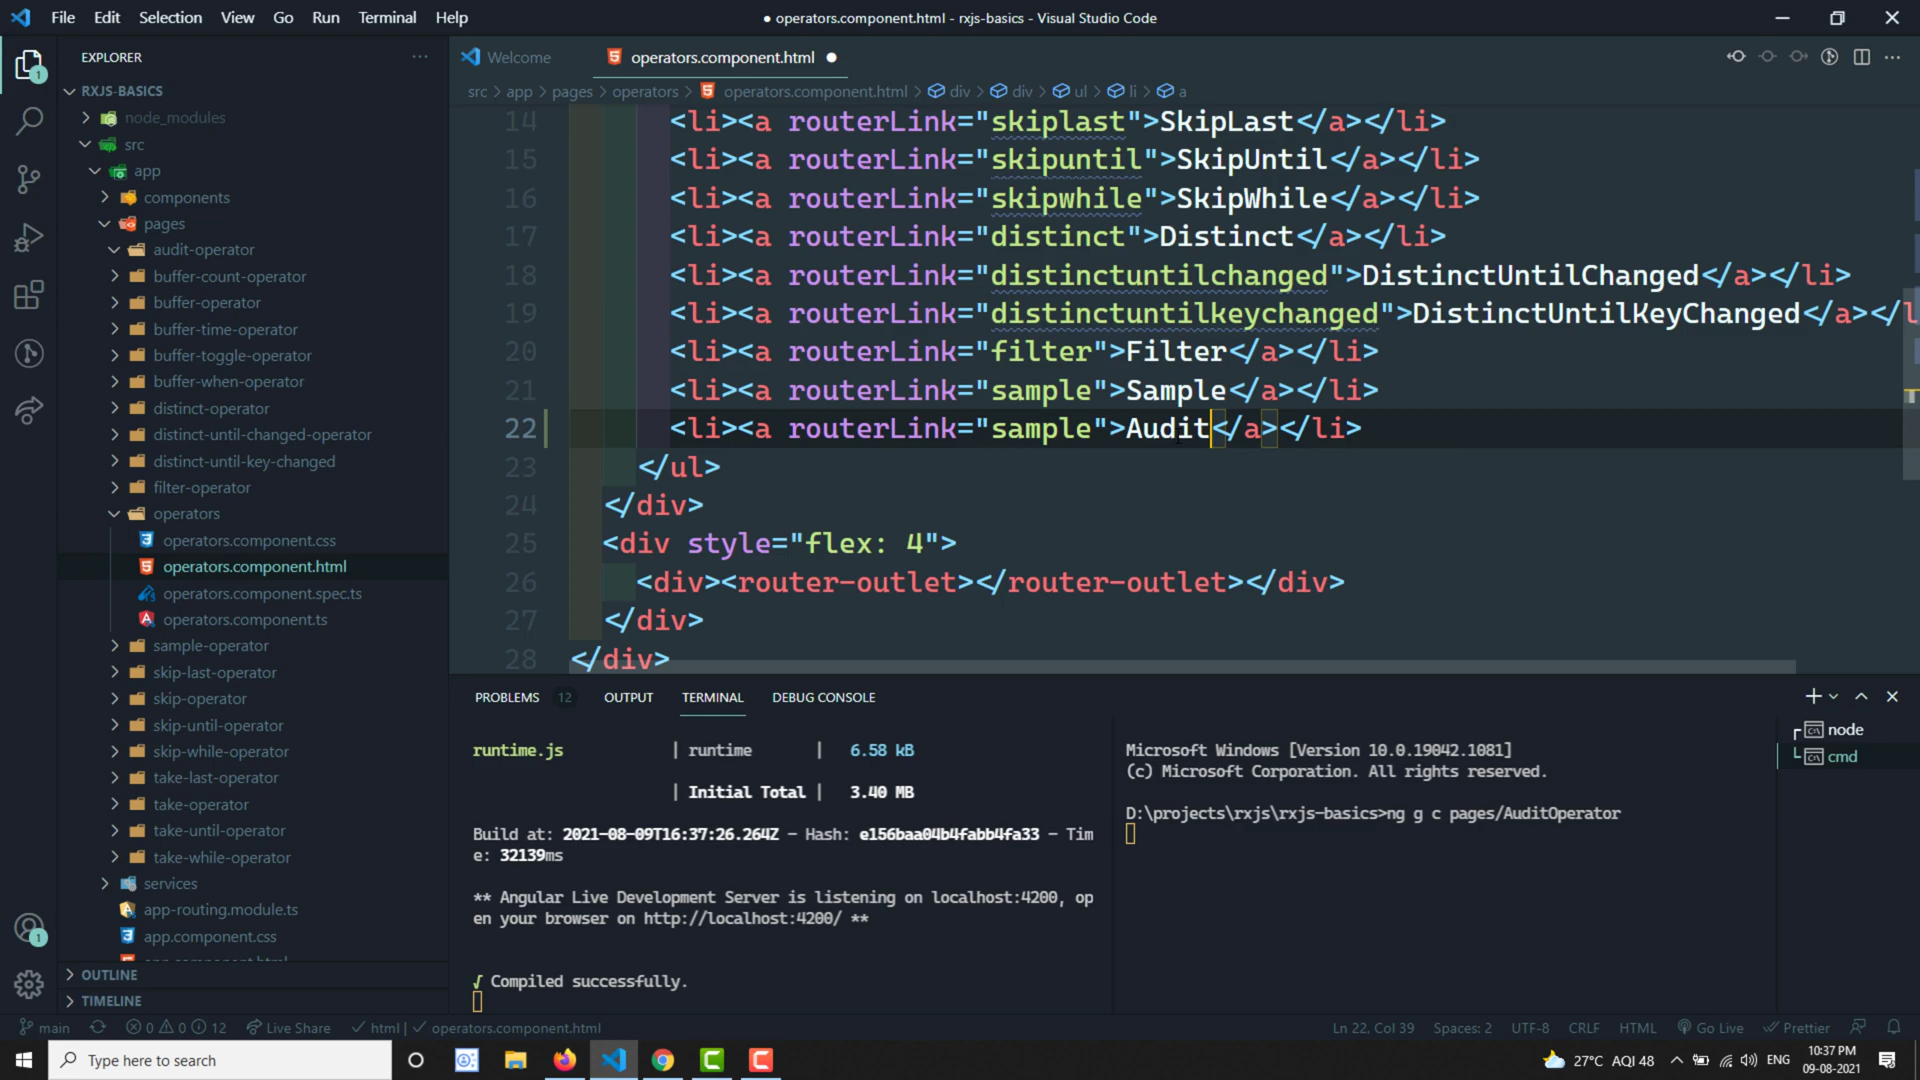 File Edit Selection View Go Run Terminal Help
● operators.component.html - rxjs-basics - Visual Studio Code
EXPLORER
RXJS-BASICS
node_modules
src
app
components
pages
audit-operator
buffer-count-operator
buffer-operator
buffer-time-operator
buffer-toggle-operator
buffer-when-operator
distinct-operator
distinct-until-changed-operator
distinct-until-key-changed
filter-operator
operators
operators.component.css
operators.component.html
operators.component.spec.ts
operators.component.ts
sample-operator
skip-last-operator
skip-operator
skip-until-operator
skip-while-operator
take-last-operator
take-operator
take-until-operator
take-while-operator
services
app-routing.module.ts
app.component.css
app.component.html
OUTLINE
TIMELINE
1
1
Welcome
operators.component.html ●
src > app > pages > operators > operators.component.html > div > div > ul > li > a
14 <li><a routerLink="skiplast">SkipLast</a></li>
15 <li><a routerLink="skipuntil">SkipUntil</a></li>
16 <li><a routerLink="skipwhile">SkipWhile</a></li>
17 <li><a routerLink="distinct">Distinct</a></li>
18 <li><a routerLink="distinctuntilchanged">DistinctUntilChanged</a></li>
19 <li><a routerLink="distinctuntilkeychanged">DistinctUntilKeyChanged</a></l
20 <li><a routerLink="filter">Filter</a></li>
21 <li><a routerLink="sample">Sample</a></li>
22 <li><a routerLink="sample">Audit</a></li>
23 </ul>
24 </div>
25 <div style="flex: 4">
26 <div><router-outlet></router-outlet></div>
27 </div>
28 </div>
PROBLEMS 12 OUTPUT TERMINAL DEBUG CONSOLE
runtime.js | runtime | 6.58 kB
| Initial Total | 3.40 MB
Build at: 2021-08-09T16:37:26.264Z - Hash: e156baa04b4fabb4fa33 - Tim
e: 32139ms
** Angular Live Development Server is listening on localhost:4200, op
en your browser on http://localhost:4200/ **
√ Compiled successfully.
Microsoft Windows [Version 10.0.19042.1081]
(c) Microsoft Corporation. All rights reserved.
D:\projects\rxjs\rxjs-basics>ng g c pages/AuditOperator
node
cmd
main 0 0 12 Live Share html | operators.component.html
Ln 22, Col 39 Spaces: 2 UTF-8 CRLF HTML Go Live Prettier
Type here to search
27°C AQI 48 ENG
10:37 PM
09-08-2021